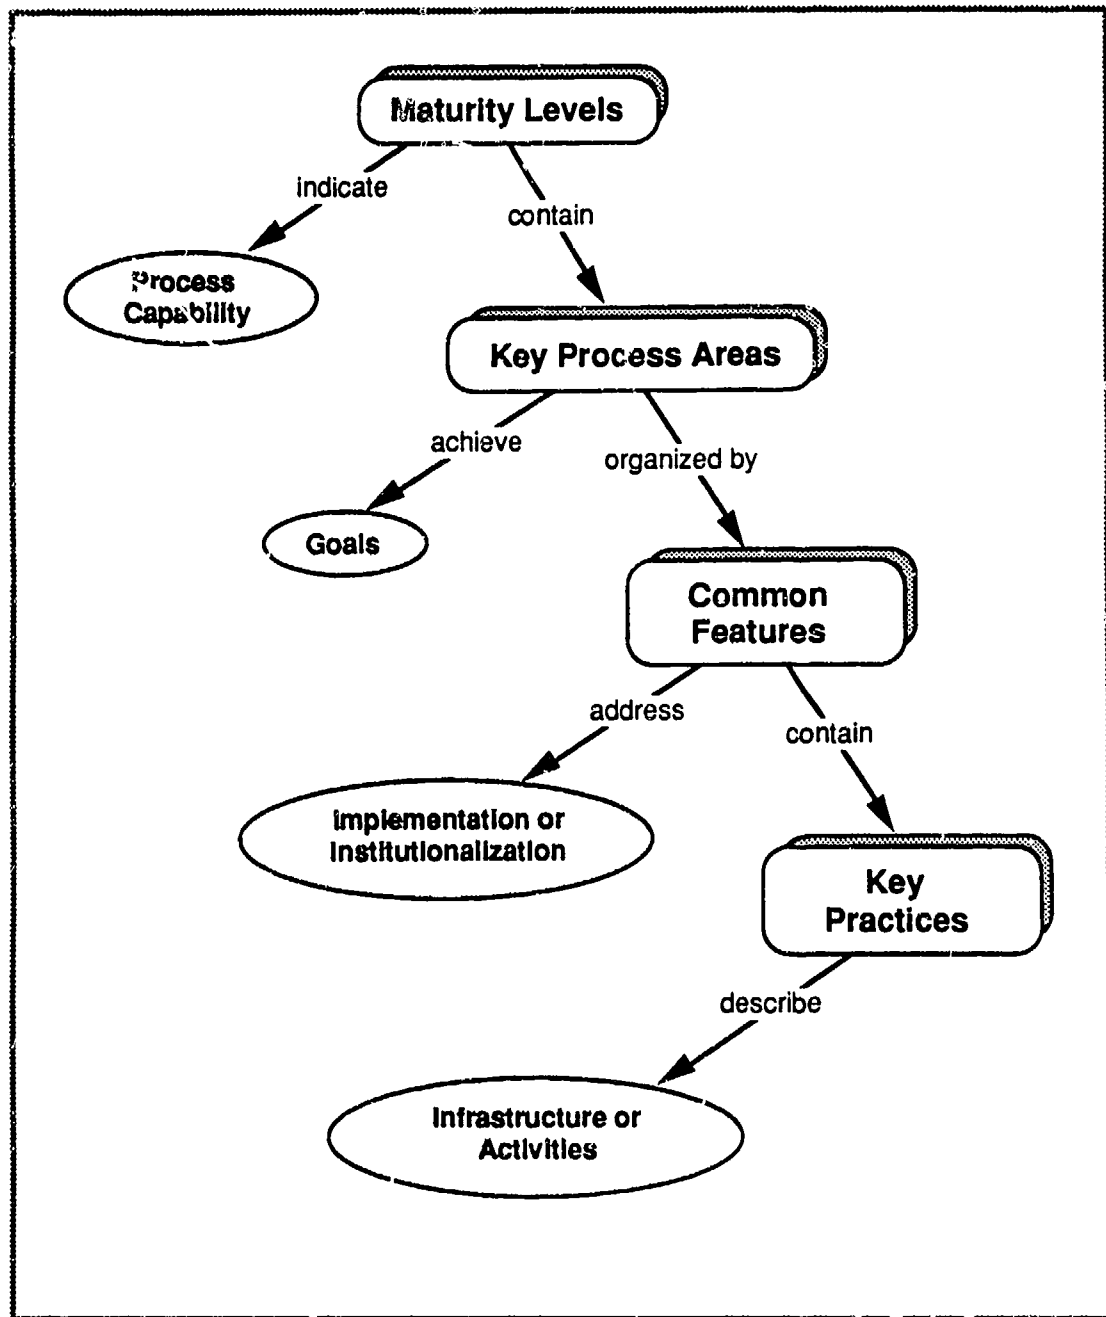 Maturity Levels
indicate
contain
Process
Capability
Key Process Areas
achieve
organized by
Goals
Common
Features
address
contain
Implementation or
Institutionalization
Key
Practices
describe
Infrastructure or
Activities